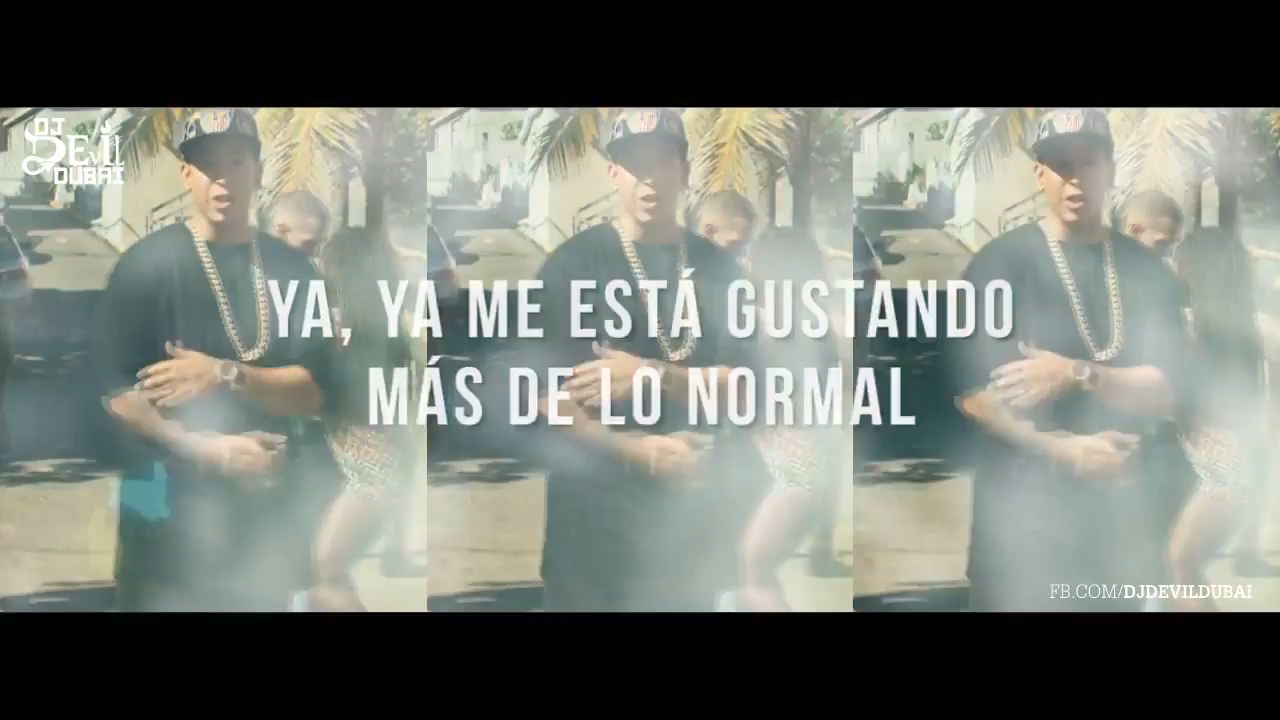 DJ
DEViL
DUBAI
YA, YA ME ESTÁ GUSTANDO
MÁS DE LO NORMAL
FB.COM/DJDEVILDUBAI